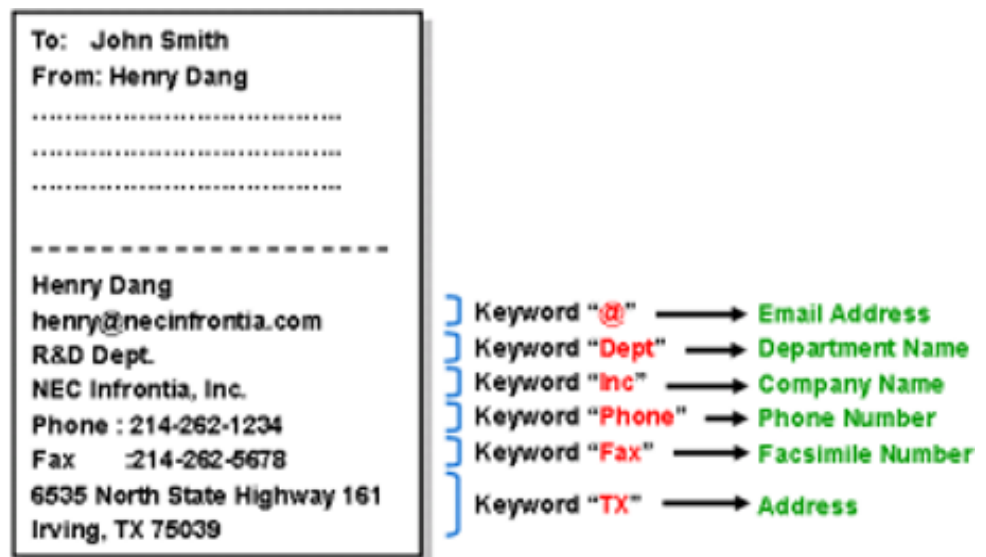 To: John Smith
From: Henry Dang
........................................
........................................
........................................
--------------------
Henry Dang
henry@necinfrontia.com
R&D Dept.
NEC Infrontia, Inc.
Phone : 214-262-1234
Fax :214-262-5678
6535 North State Highway 161
Irving, TX 75039
Keyword "@" → Email Address
Keyword "Dept" → Department Name
Keyword "Inc" → Company Name
Keyword "Phone" → Phone Number
Keyword "Fax" → Facsimile Number
Keyword "TX" → Address